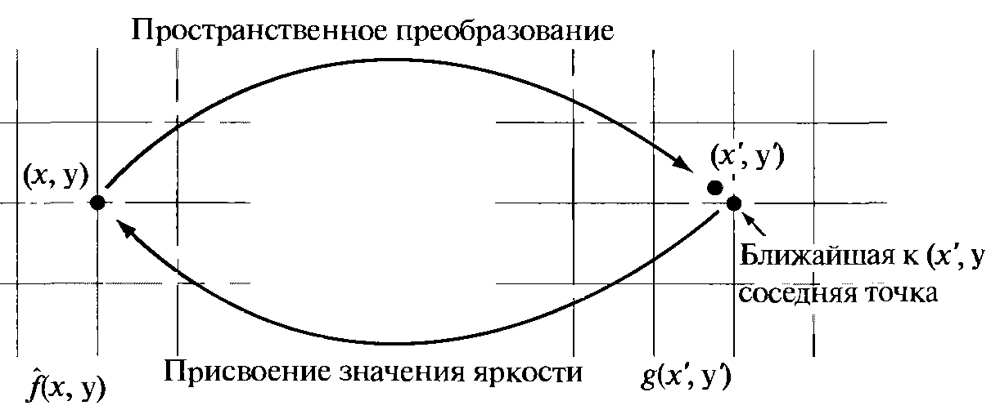 Пространственное преобразование
(x, y)
(x′, y′)
Ближайшая к (x′, y
соседняя точка
Присвоение значения яркости
f̂(x, y)
g(x′, y′)